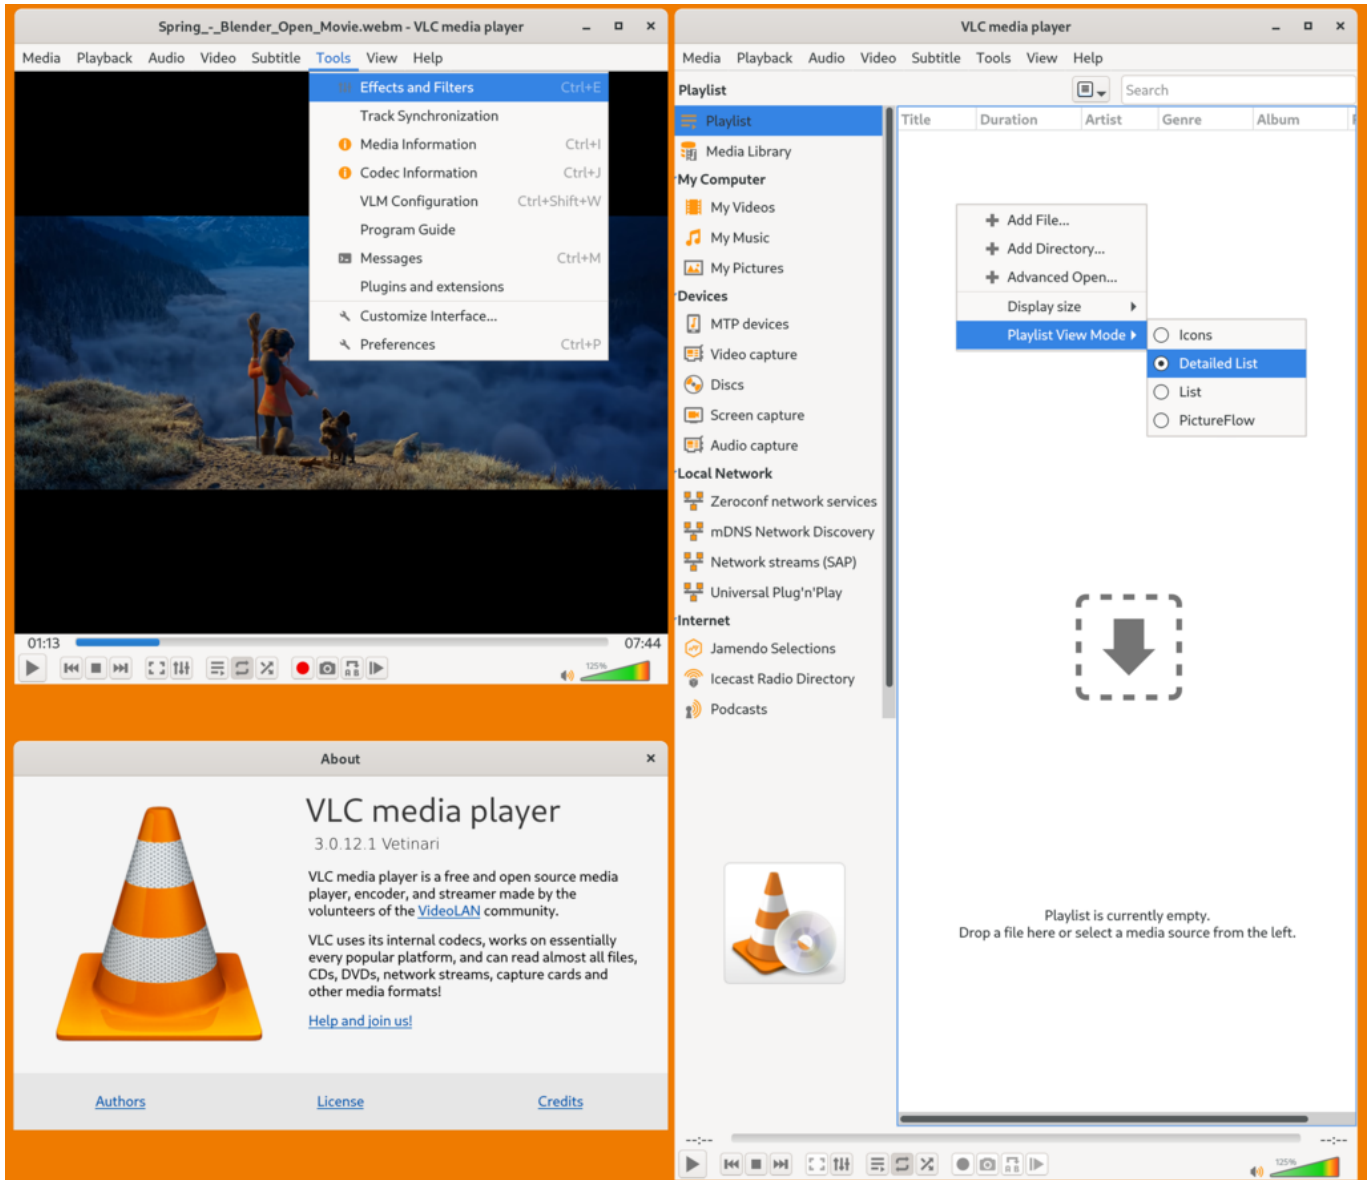 Spring_-_Blender_Open_Movie.webm - VLC media player
Media Playback Audio Video Subtitle Tools View Help
Effects and Filters Ctrl+E
Track Synchronization
Media Information Ctrl+I
Codec Information Ctrl+J
VLM Configuration Ctrl+Shift+W
Program Guide
Messages Ctrl+M
Plugins and extensions
Customize Interface...
Preferences Ctrl+P
01:13 07:44
125%
About
VLC media player
3.0.12.1 Vetinari
VLC media player is a free and open source media
player, encoder, and streamer made by the
volunteers of the VideoLAN community.
VLC uses its internal codecs, works on essentially
every popular platform, and can read almost all files,
CDs, DVDs, network streams, capture cards and
other media formats!
Help and join us!
Authors License Credits
VLC media player
Media Playback Audio Video Subtitle Tools View Help
Playlist Search
Playlist
Media Library
My Computer
My Videos
My Music
My Pictures
Devices
MTP devices
Video capture
Discs
Screen capture
Audio capture
Local Network
Zeroconf network services
mDNS Network Discovery
Network streams (SAP)
Universal Plug'n'Play
Internet
Jamendo Selections
Icecast Radio Directory
Podcasts
Title Duration Artist Genre Album
Add File...
Add Directory...
Advanced Open...
Display size
Playlist View Mode
Icons
Detailed List
List
PictureFlow
Playlist is currently empty.
Drop a file here or select a media source from the left.
--:-- --:--
125%